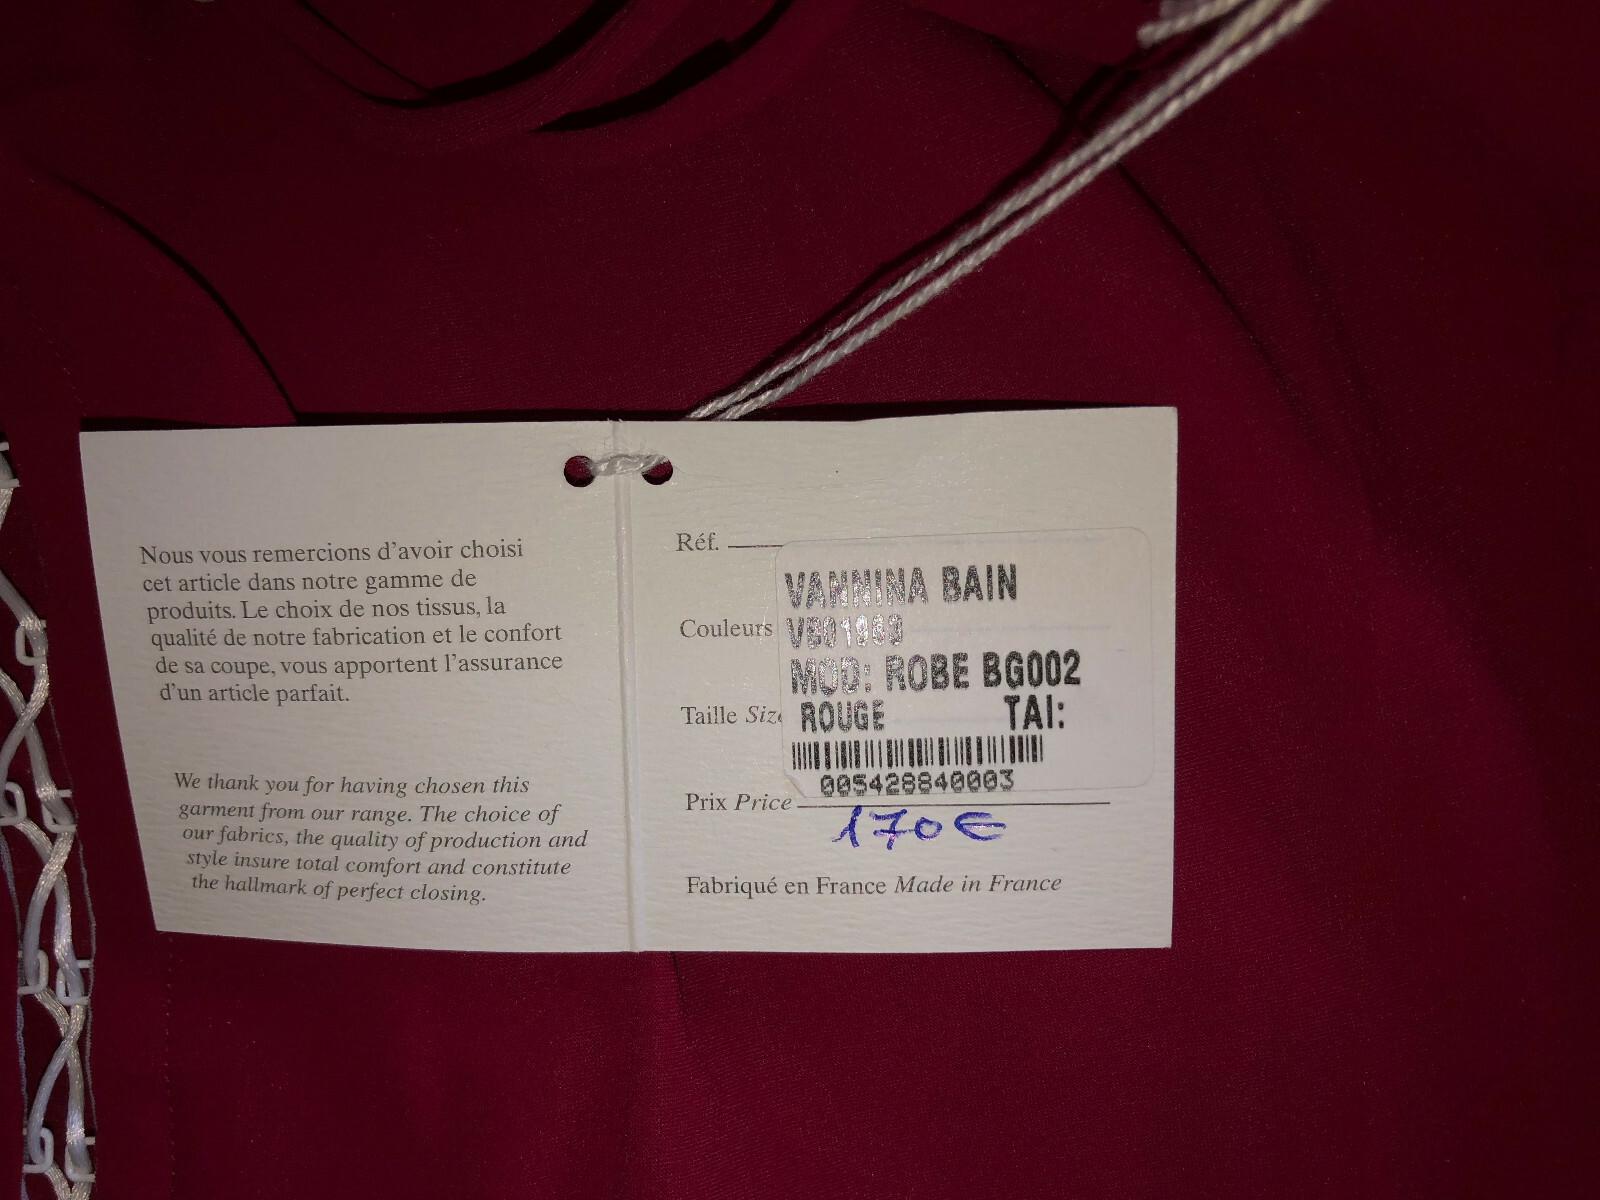 Nous vous remercions d'avoir choisi
cet article dans notre gamme de
produits. Le choix de nos tissus, la
qualité de notre fabrication et le confort
de sa coupe, vous apportent l'assurance
d'un article parfait.
We thank you for having chosen this
garment from our range. The choice of
our fabrics, the quality of production and
style insure total comfort and constitute
the hallmark of perfect closing.
Réf.
VANNINA BAIN
Couleurs
MOD: ROBE BG002
Taille Size
ROUGE TAI:
005428840003
Prix Price
170€
Fabriqué en France Made in France